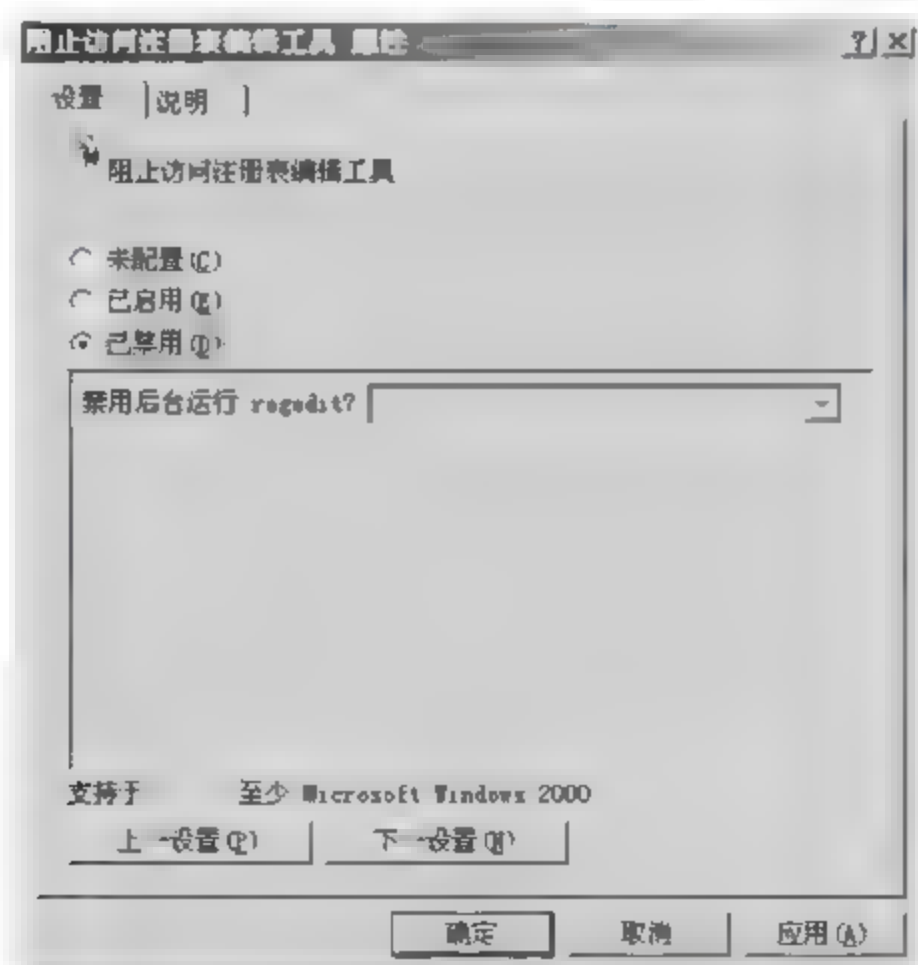 阻止访问注册表编辑工具 属性
设置 说明
阻止访问注册表编辑工具
未配置(C)
已启用(E)
已禁用(D)
禁用后台运行 regedit?
支持于 至少 Microsoft Windows 2000
上一设置(P) 下一设置(N)
确定 取消 应用(A)